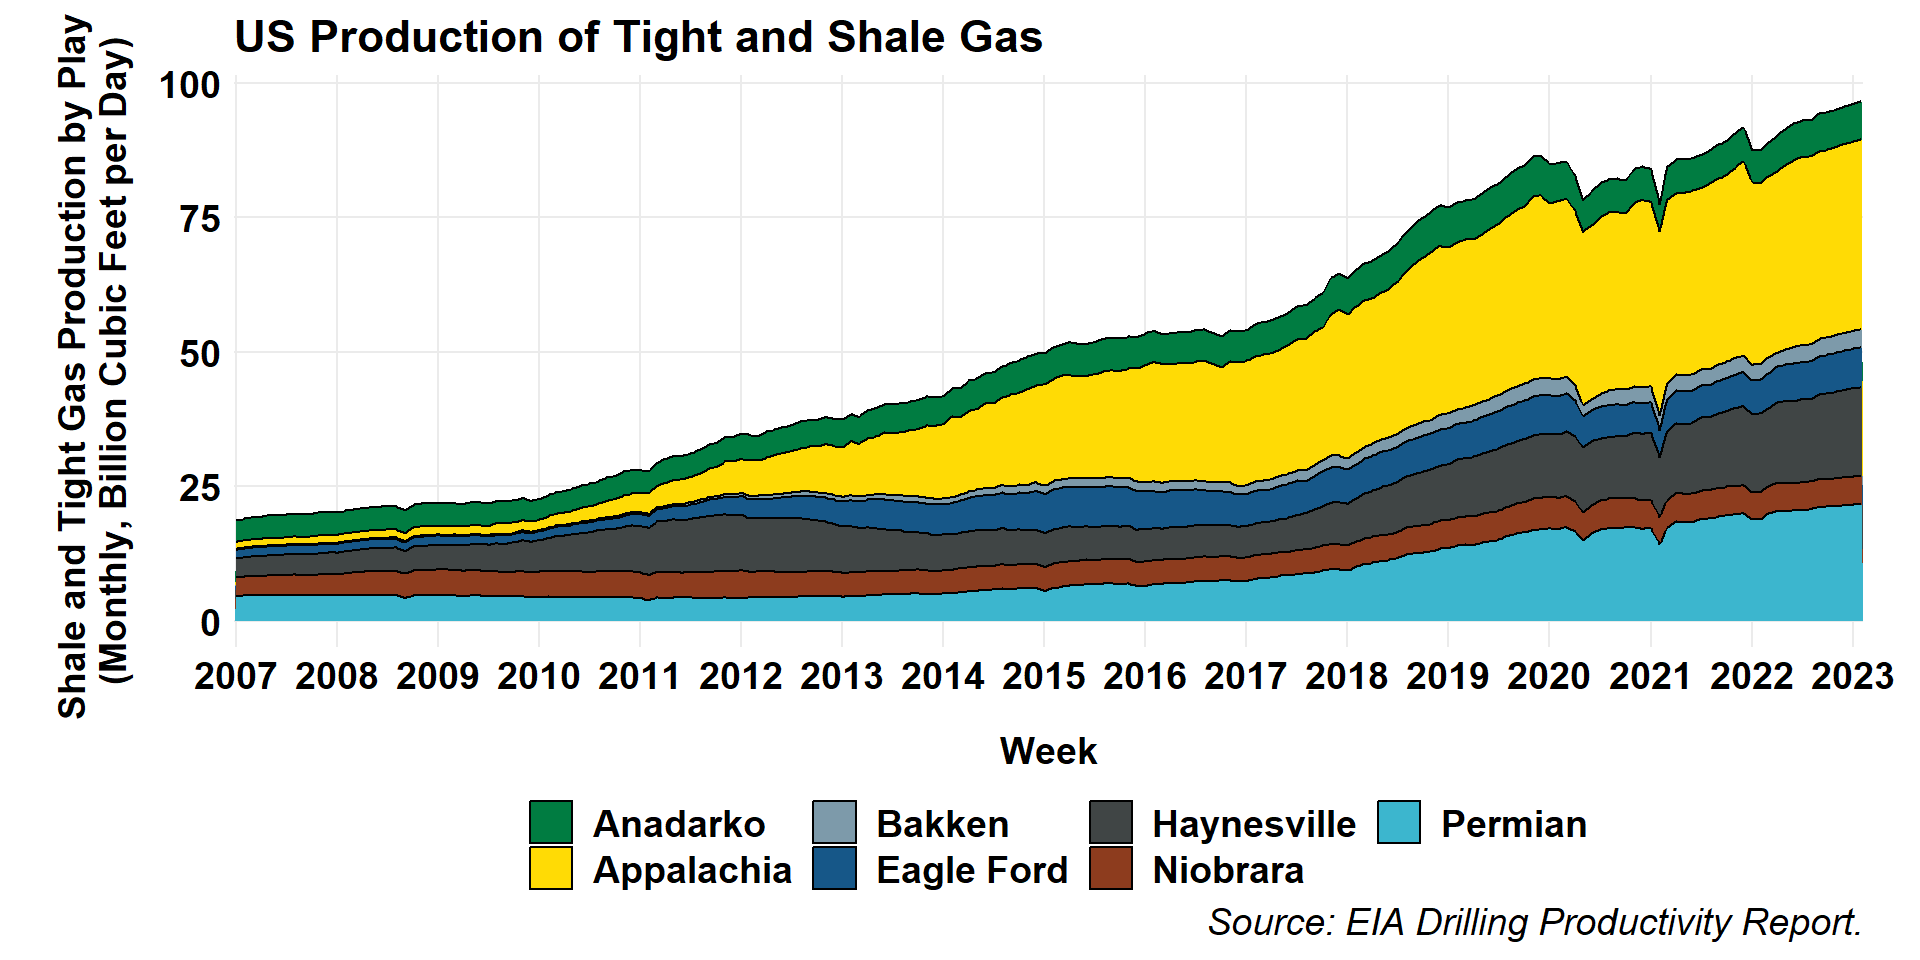 US Production of Tight and Shale Gas
Shale and Tight Gas Production by Play
(Monthly, Billion Cubic Feet per Day)
100
75
50
25
0
2007 2008 2009 2010 2011 2012 2013 2014 2015 2016 2017 2018 2019 2020 2021 2022 2023
Week
Anadarko Bakken Haynesville Permian
Appalachia Eagle Ford Niobrara
Source: EIA Drilling Productivity Report.